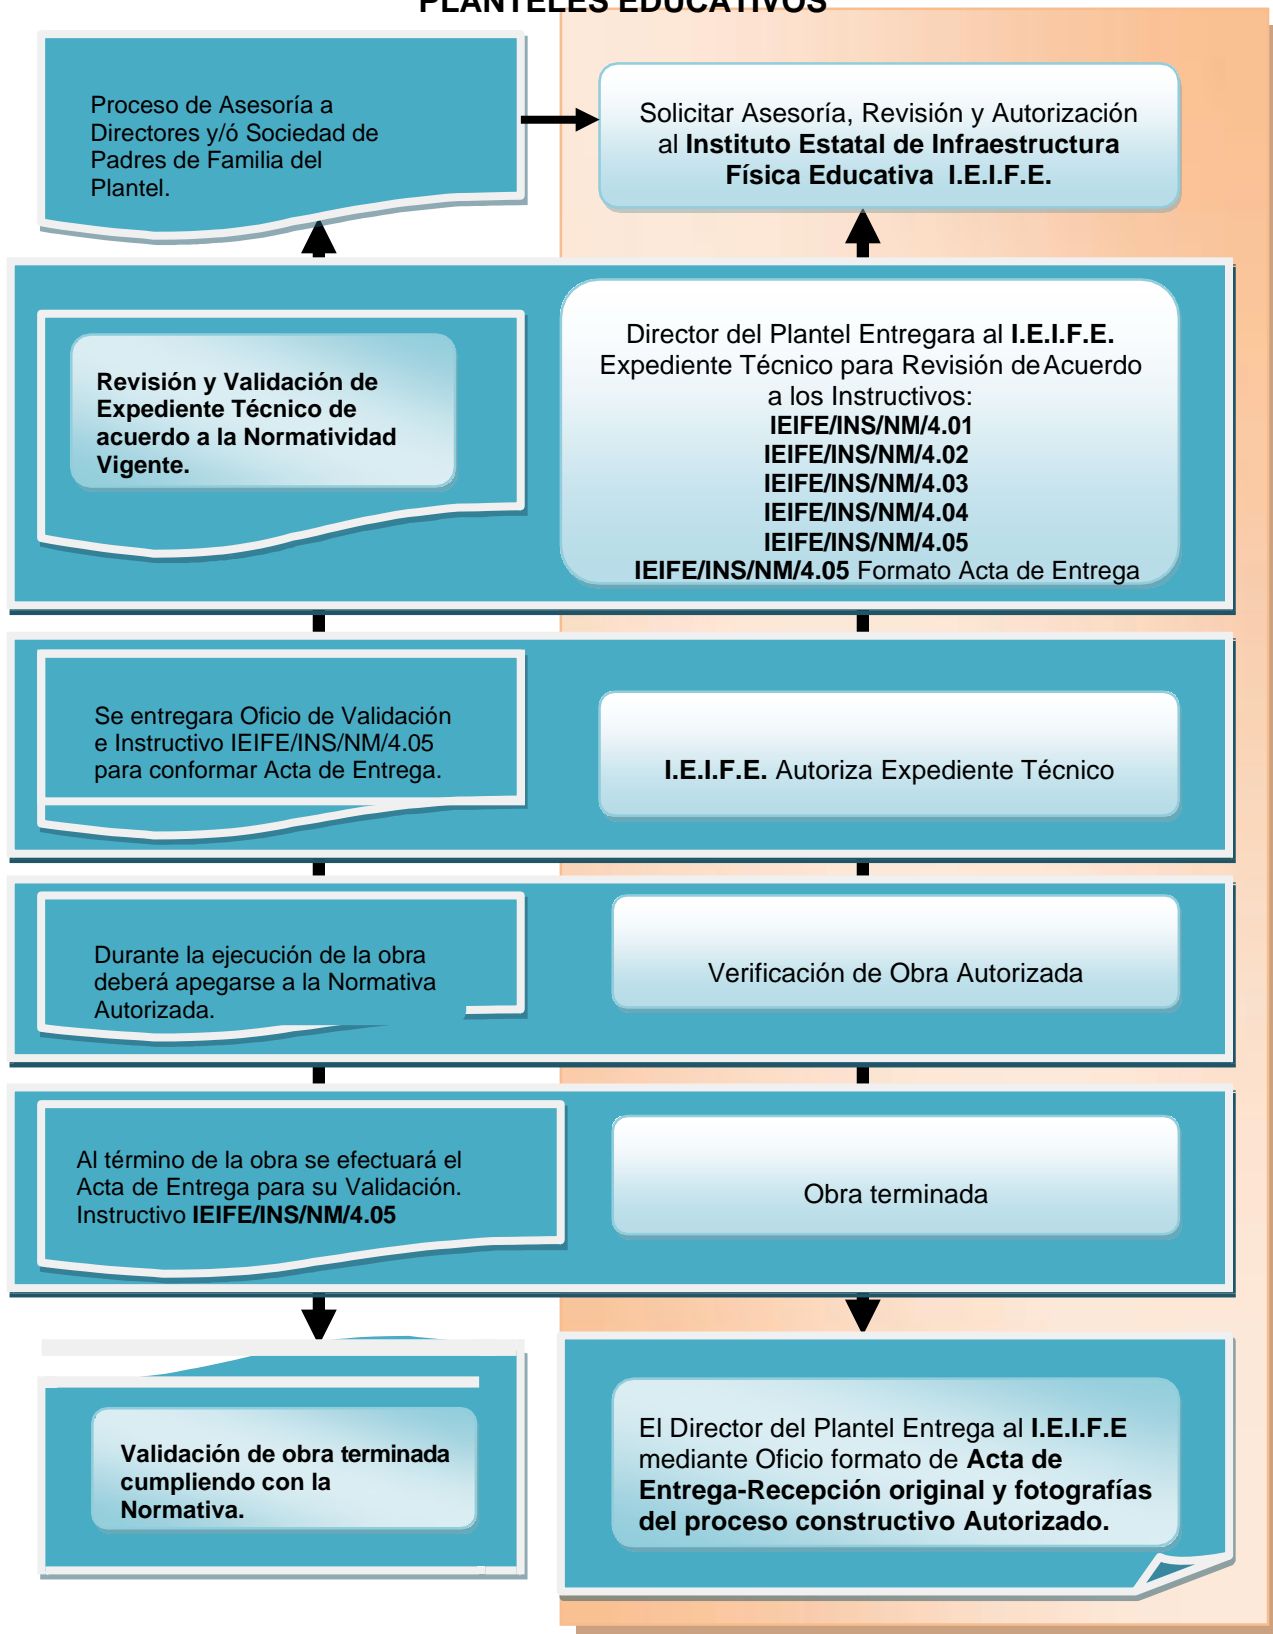 PLANTELES EDUCATIVOS
Proceso de Asesoría a
Directores y/ó Sociedad de
Padres de Familia del
Plantel.
Solicitar Asesoría, Revisión y Autorización
al Instituto Estatal de Infraestructura
Física Educativa I.E.I.F.E.
Revisión y Validación de
Expediente Técnico de
acuerdo a la Normatividad
Vigente.
Director del Plantel Entregara al I.E.I.F.E.
Expediente Técnico para Revisión de Acuerdo
a los Instructivos:
IEIFE/INS/NM/4.01
IEIFE/INS/NM/4.02
IEIFE/INS/NM/4.03
IEIFE/INS/NM/4.04
IEIFE/INS/NM/4.05
IEIFE/INS/NM/4.05 Formato Acta de Entrega
Se entregara Oficio de Validación
e Instructivo IEIFE/INS/NM/4.05
para conformar Acta de Entrega.
I.E.I.F.E. Autoriza Expediente Técnico
Durante la ejecución de la obra
deberá apegarse a la Normativa
Autorizada.
Verificación de Obra Autorizada
Al término de la obra se efectuará el
Acta de Entrega para su Validación.
Instructivo IEIFE/INS/NM/4.05
Obra terminada
Validación de obra terminada
cumpliendo con la
Normativa.
El Director del Plantel Entrega al I.E.I.F.E
mediante Oficio formato de Acta de
Entrega-Recepción original y fotografías
del proceso constructivo Autorizado.